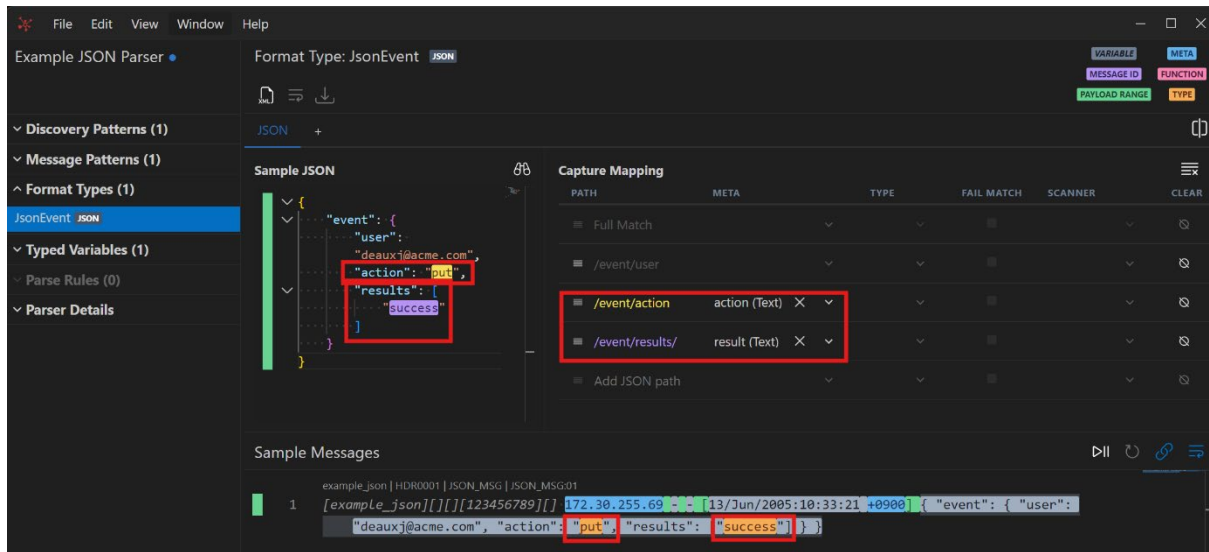 File Edit View Window Help
Example JSON Parser
Format Type: JsonEvent JSON
VARIABLE META
MESSAGE ID FUNCTION
PAYLOAD RANGE TYPE
XML
Discovery Patterns (1)
Message Patterns (1)
Format Types (1)
JsonEvent JSON
Typed Variables (1)
Parse Rules (0)
Parser Details
JSON +
Sample JSON
{
"event": {
"user":
"deauxj@acme.com",
"action": "put",
"results": [
"success"
]
}
}
Capture Mapping
PATH META TYPE FAIL MATCH SCANNER CLEAR
Full Match
/event/user
/event/action action (Text)
/event/results/ result (Text)
Add JSON path
Sample Messages
example_json | HDR0001 | JSON_MSG | JSON_MSG:01
1 [example_json][][][123456789][] 172.30.255.69 - - [13/Jun/2005:10:33:21 +0900] { "event": { "user":
"deauxj@acme.com", "action": "put", "results": ["success"] } }